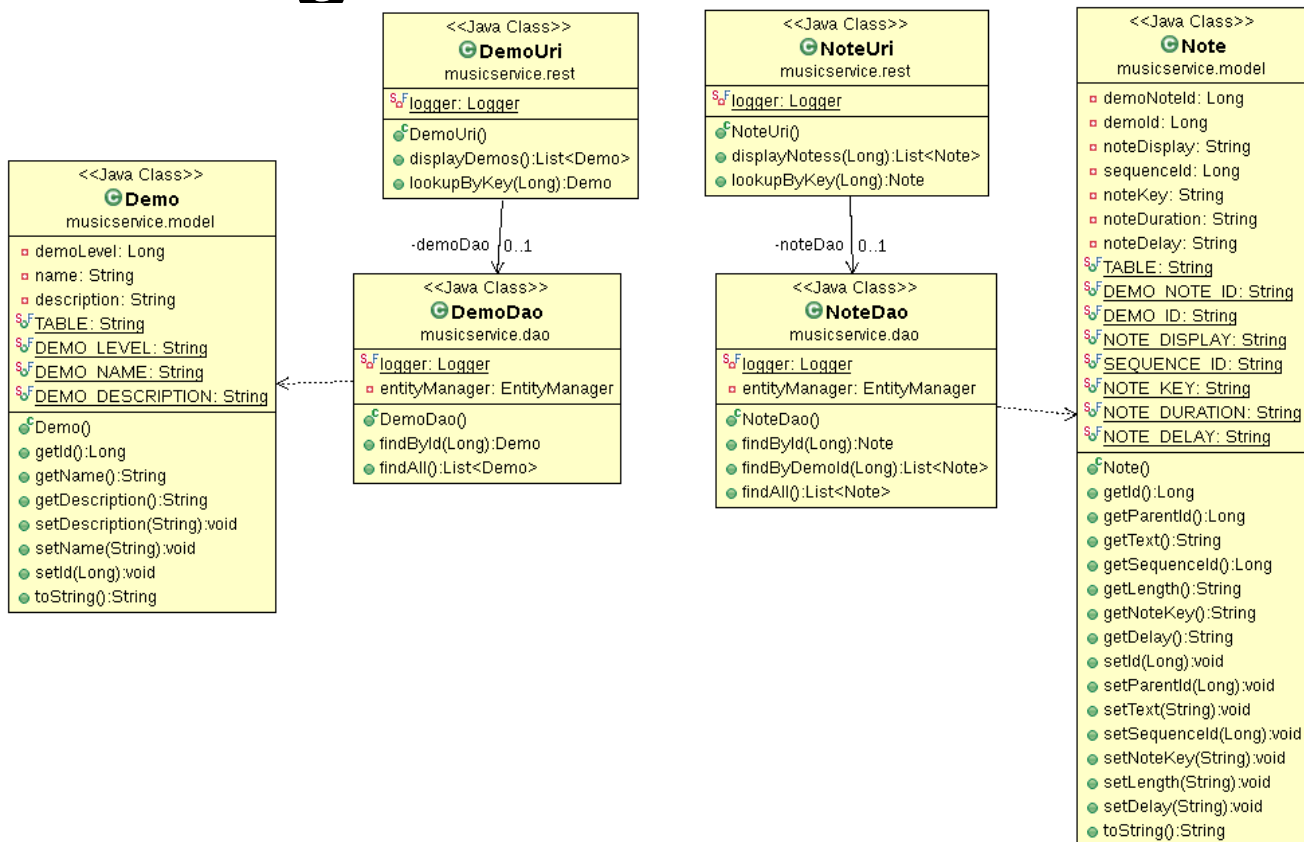 <<Java Class>>
DemoUri
musicservice.rest
logger: Logger
DemoUri()
displayDemos():List<Demo>
lookupByKey(Long):Demo
<<Java Class>>
NoteUri
musicservice.rest
logger: Logger
NoteUri()
displayNotess(Long):List<Note>
lookupByKey(Long):Note
<<Java Class>>
Note
musicservice.model
demoNoteId: Long
demoId: Long
noteDisplay: String
sequenceId: Long
noteKey: String
noteDuration: String
noteDelay: String
TABLE: String
DEMO_NOTE_ID: String
DEMO_ID: String
NOTE_DISPLAY: String
SEQUENCE_ID: String
NOTE_KEY: String
NOTE_DURATION: String
NOTE_DELAY: String
Note()
getId():Long
getParentId():Long
getText():String
getSequenceId():Long
getLength():String
getNoteKey():String
getDelay():String
setId(Long):void
setParentId(Long):void
setText(String):void
setSequenceId(Long):void
setNoteKey(String):void
setLength(String):void
setDelay(String):void
toString():String
<<Java Class>>
Demo
musicservice.model
demoLevel: Long
name: String
description: String
TABLE: String
DEMO_LEVEL: String
DEMO_NAME: String
DEMO_DESCRIPTION: String
Demo()
getId():Long
getName():String
getDescription():String
setDescription(String):void
setName(String):void
setId(Long):void
toString():String
-demoDao 0..1
<<Java Class>>
DemoDao
musicservice.dao
logger: Logger
entityManager: EntityManager
DemoDao()
findById(Long):Demo
findAll():List<Demo>
-noteDao 0..1
<<Java Class>>
NoteDao
musicservice.dao
logger: Logger
entityManager: EntityManager
NoteDao()
findById(Long):Note
findByDemoId(Long):List<Note>
findAll():List<Note>